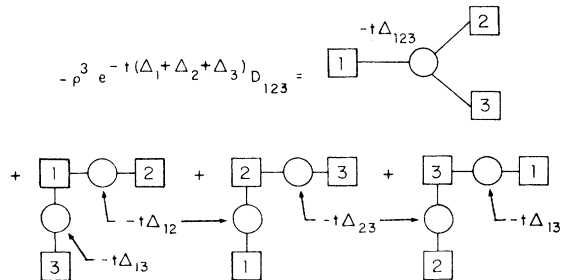 -tΔ₁₂₃
2
-ρ³ e^{-t(Δ₁+Δ₂+Δ₃)} D₁₂₃ =
1
3
+ 1 2 + 2 3 + 3 1
-tΔ₁₂ -tΔ₂₃ -tΔ₁₃
-tΔ₁₃
3 1 2